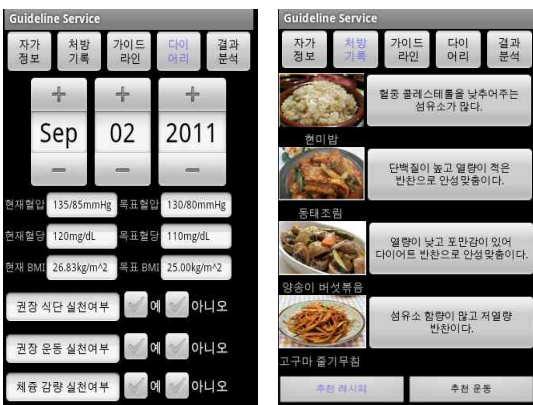 Guideline Service
자가 정보
처방 기록
가이드 라인
다이 어리
결과 분석
+ + +
Sep 02 2011
- - -
현재혈압 135/85mmHg 목표혈압 130/80mmHg
현재혈당 120mg/dL 목표혈당 110mg/dL
현재 BMI 26.83kg/m^2 목표 BMI 25.00kg/m^2
권장 식단 실천여부 예 아니오
권장 운동 실천여부 예 아니오
체중 감량 실천여부 예 아니오
Guideline Service
자가 정보
처방 기록
가이드 라인
다이 어리
결과 분석
혈중 콜레스테롤을 낮추어주는
섬유소가 많다.
현미밥
단백질이 높고 열량이 적은
반찬으로 안성맞춤이다.
동태조림
열량이 낮고 포만감이 있어
다이어트 반찬으로 안성맞춤이다.
양송이 버섯볶음
섬유소 함량이 많고 저열량
반찬이다.
고구마 줄기무침
추천 레시피 추천 운동